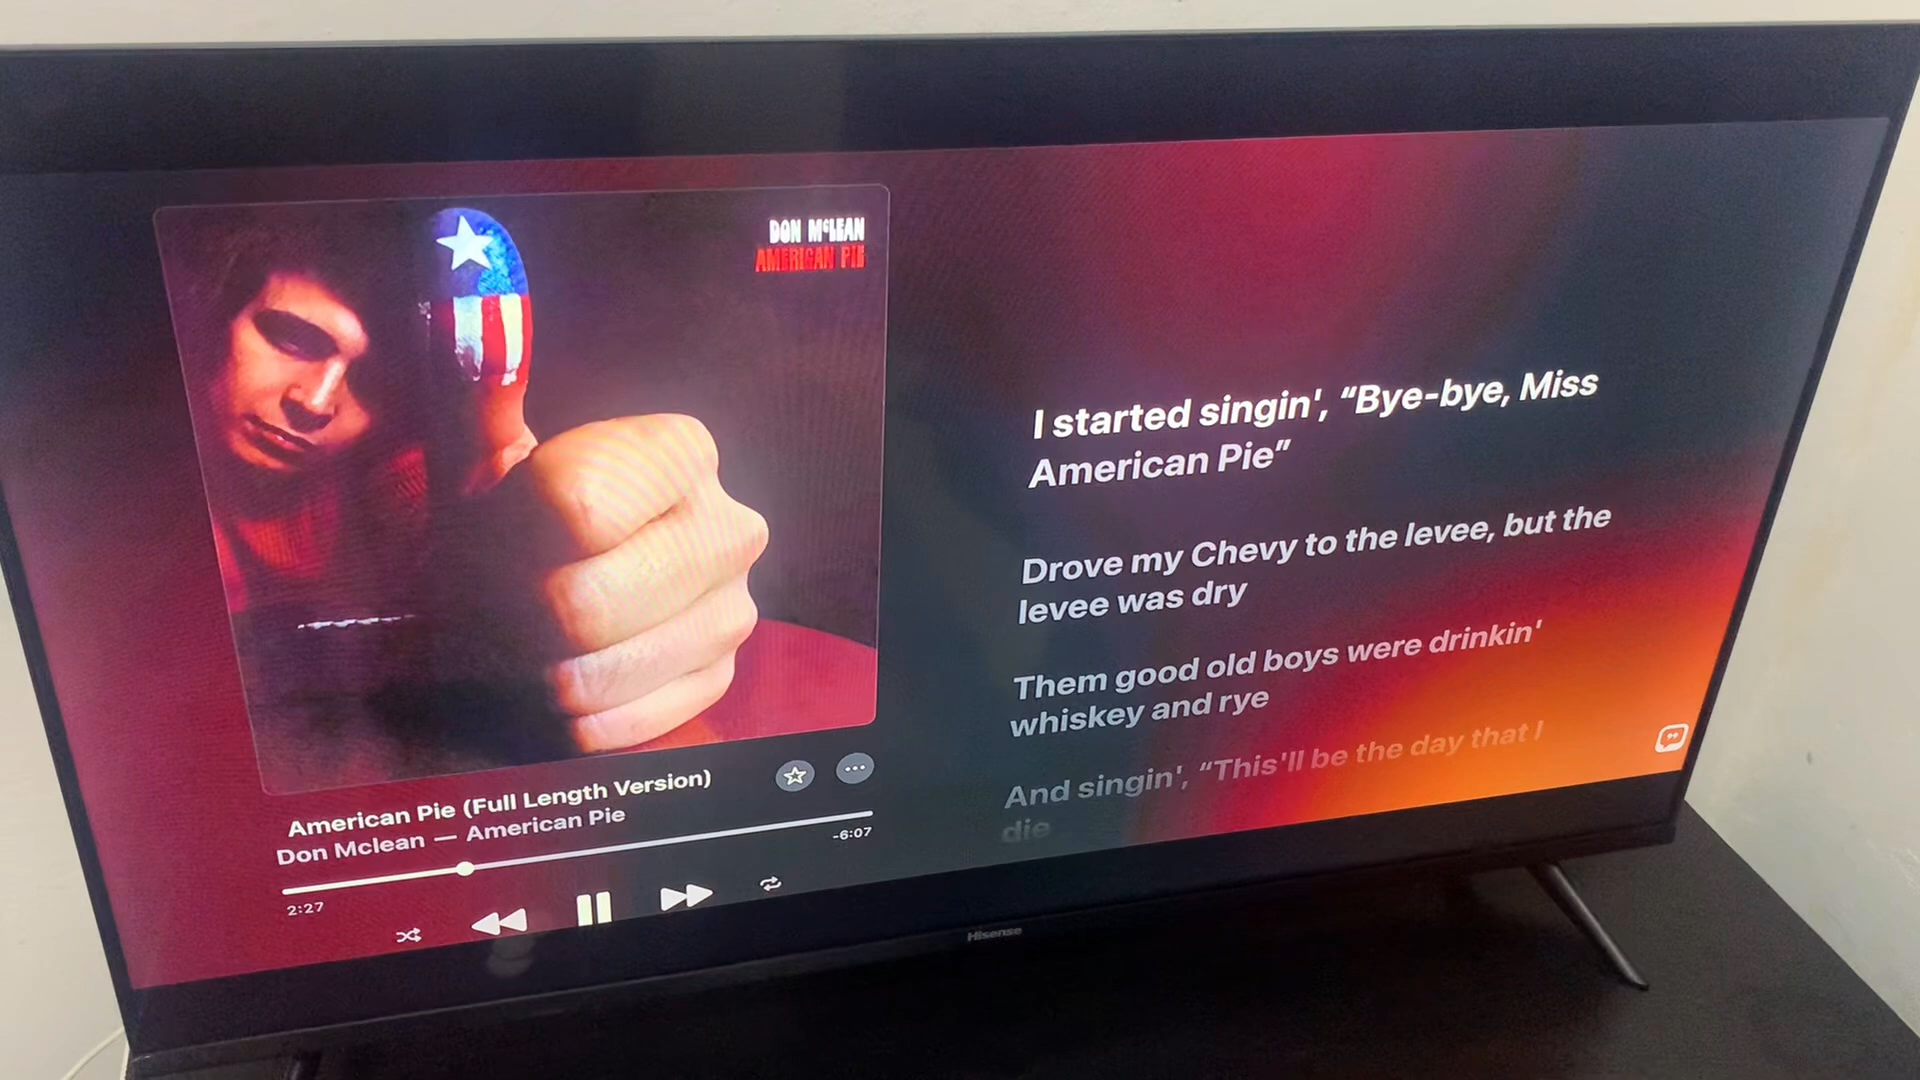 DON McLEAN
AMERICAN PIE
American Pie (Full Length Version)
Don Mclean — American Pie
2:27
-6:07
I started singin', “Bye-bye, Miss
American Pie”
Drove my Chevy to the levee, but the
levee was dry
Them good old boys were drinkin'
whiskey and rye
And singin', “This'll be the day that I
die
Hisense